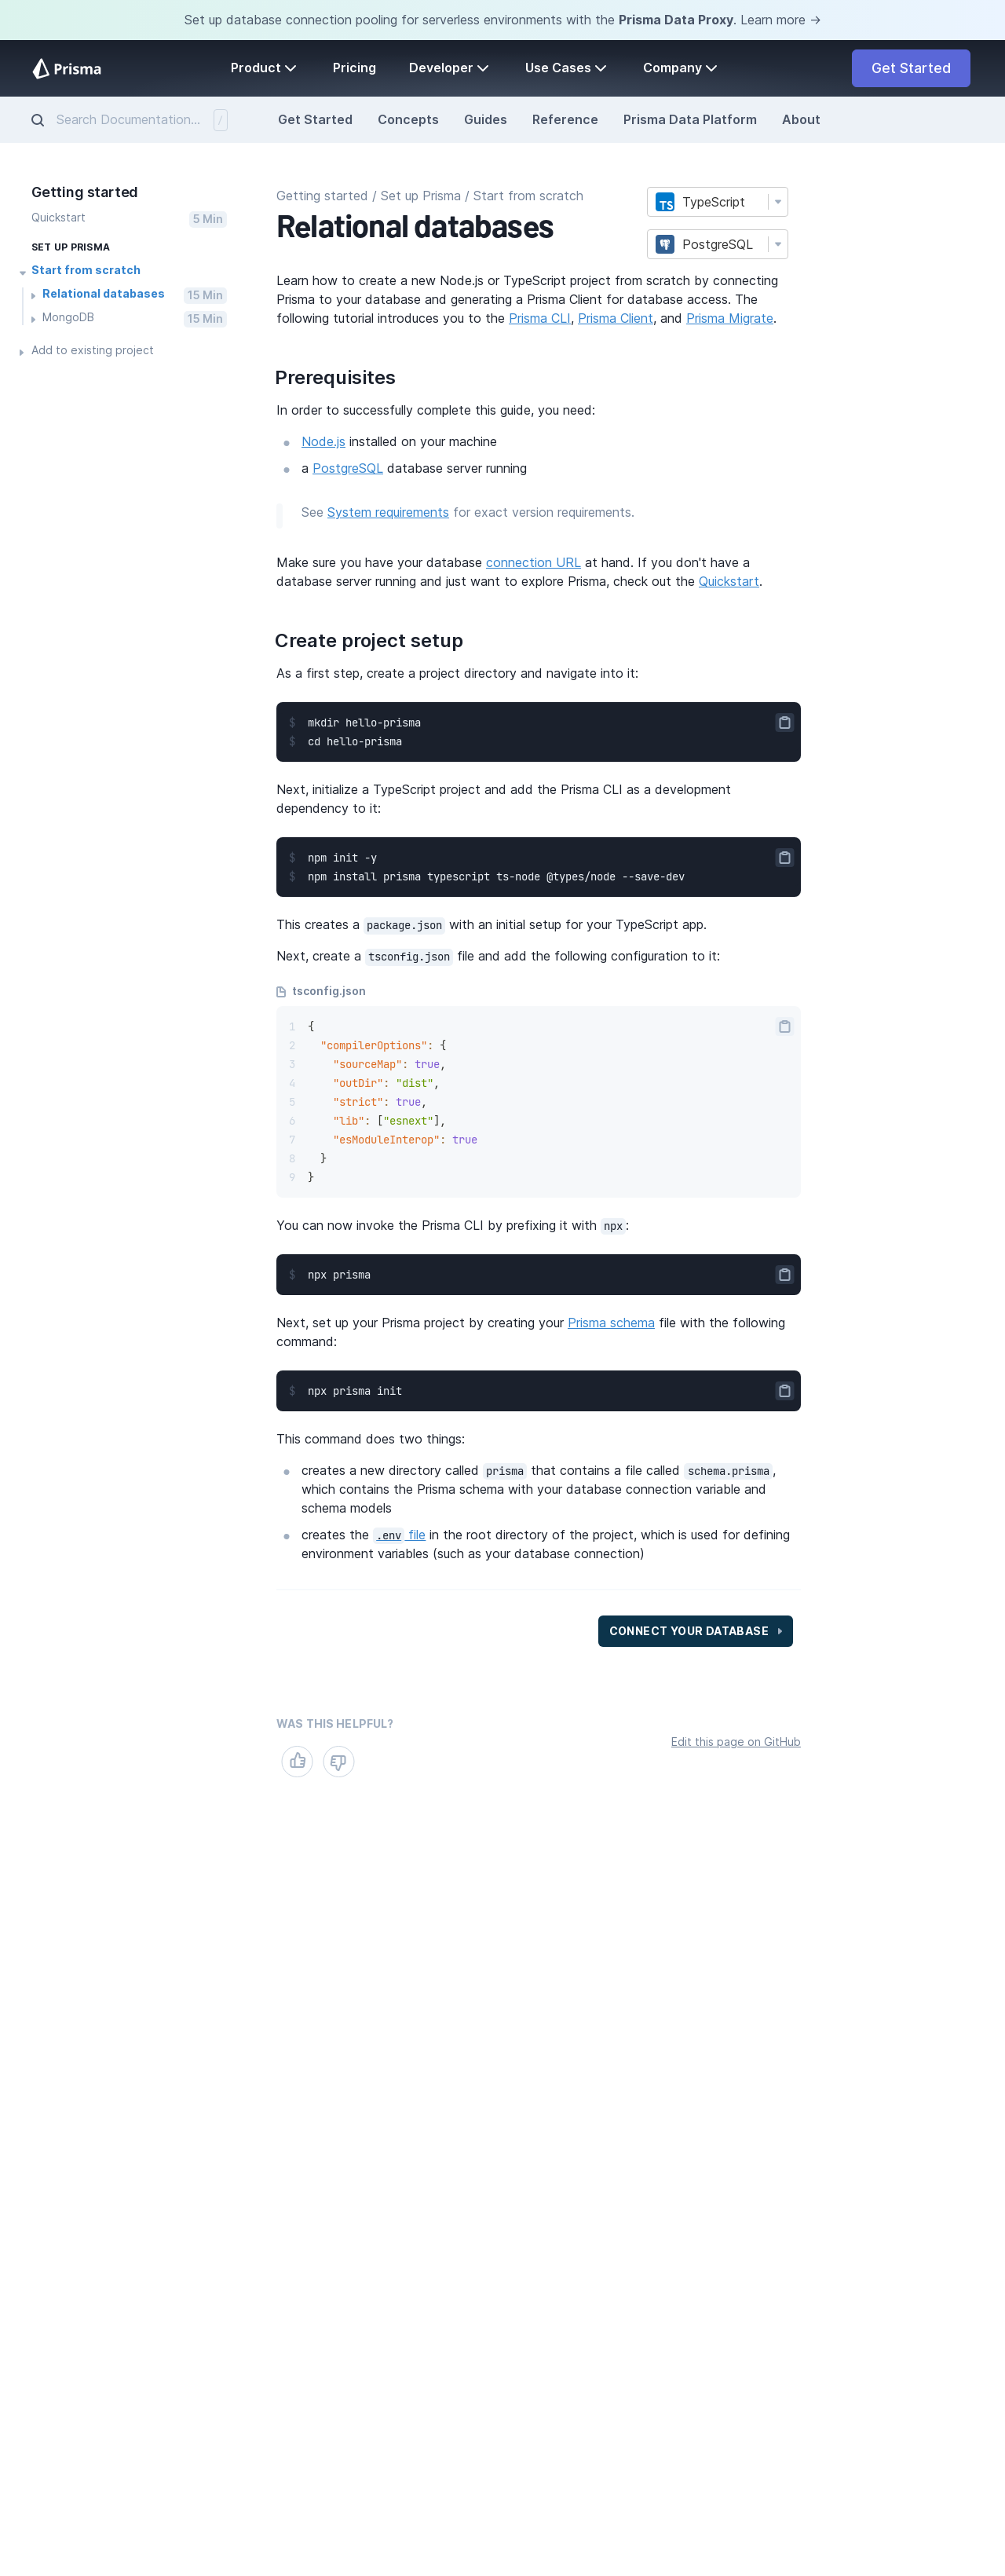 Set up database connection pooling for serverless environments with the Prisma Data Proxy. Learn more →
Prisma
Product
Pricing
Developer
Use Cases
Company
Get Started
Search Documentation...
/
Get Started
Concepts
Guides
Reference
Prisma Data Platform
About
Getting started
Quickstart
5 Min
SET UP PRISMA
Start from scratch
Relational databases
15 Min
MongoDB
15 Min
Add to existing project
Getting started / Set up Prisma / Start from scratch
Relational databases
TS TypeScript
PostgreSQL
Learn how to create a new Node.js or TypeScript project from scratch by connecting
Prisma to your database and generating a Prisma Client for database access. The
following tutorial introduces you to the Prisma CLI, Prisma Client, and Prisma Migrate.
Prerequisites
In order to successfully complete this guide, you need:
Node.js installed on your machine
a PostgreSQL database server running
See System requirements for exact version requirements.
Make sure you have your database connection URL at hand. If you don't have a
database server running and just want to explore Prisma, check out the Quickstart.
Create project setup
As a first step, create a project directory and navigate into it:
$ mkdir hello-prisma
$ cd hello-prisma
Next, initialize a TypeScript project and add the Prisma CLI as a development
dependency to it:
$ npm init -y
$ npm install prisma typescript ts-node @types/node --save-dev
This creates a package.json with an initial setup for your TypeScript app.
Next, create a tsconfig.json file and add the following configuration to it:
tsconfig.json
1 {
2 "compilerOptions": {
3 "sourceMap": true,
4 "outDir": "dist",
5 "strict": true,
6 "lib": ["esnext"],
7 "esModuleInterop": true
8 }
9 }
You can now invoke the Prisma CLI by prefixing it with npx:
$ npx prisma
Next, set up your Prisma project by creating your Prisma schema file with the following
command:
$ npx prisma init
This command does two things:
creates a new directory called prisma that contains a file called schema.prisma,
which contains the Prisma schema with your database connection variable and
schema models
creates the .env file in the root directory of the project, which is used for defining
environment variables (such as your database connection)
CONNECT YOUR DATABASE
WAS THIS HELPFUL?
Edit this page on GitHub